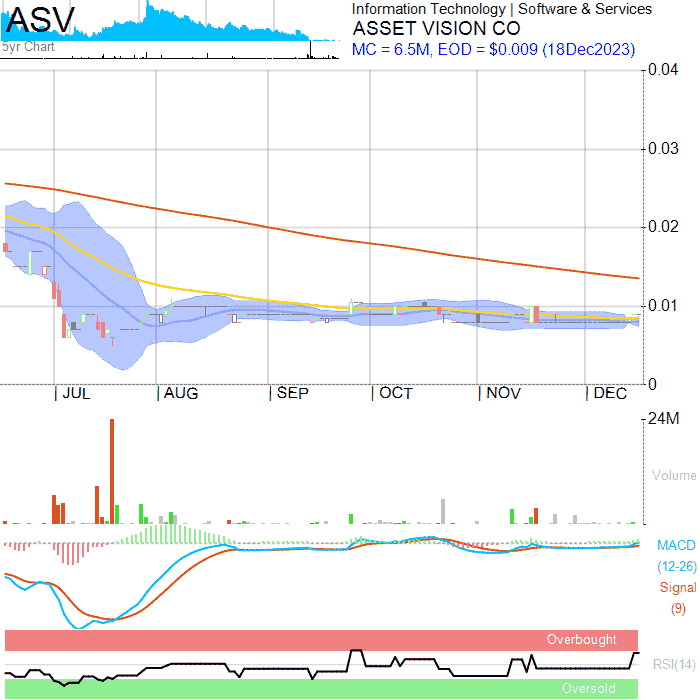 ASV
5yr Chart
Information Technology | Software & Services
ASSET VISION CO
MC = 6.5M, EOD = $0.009 (18Dec2023)
0.04
0.03
0.02
0.01
0
JUL AUG SEP OCT NOV DEC
24M
Volume
MACD
(12-26)
Signal
(9)
Overbought
RSI(14)
Oversold